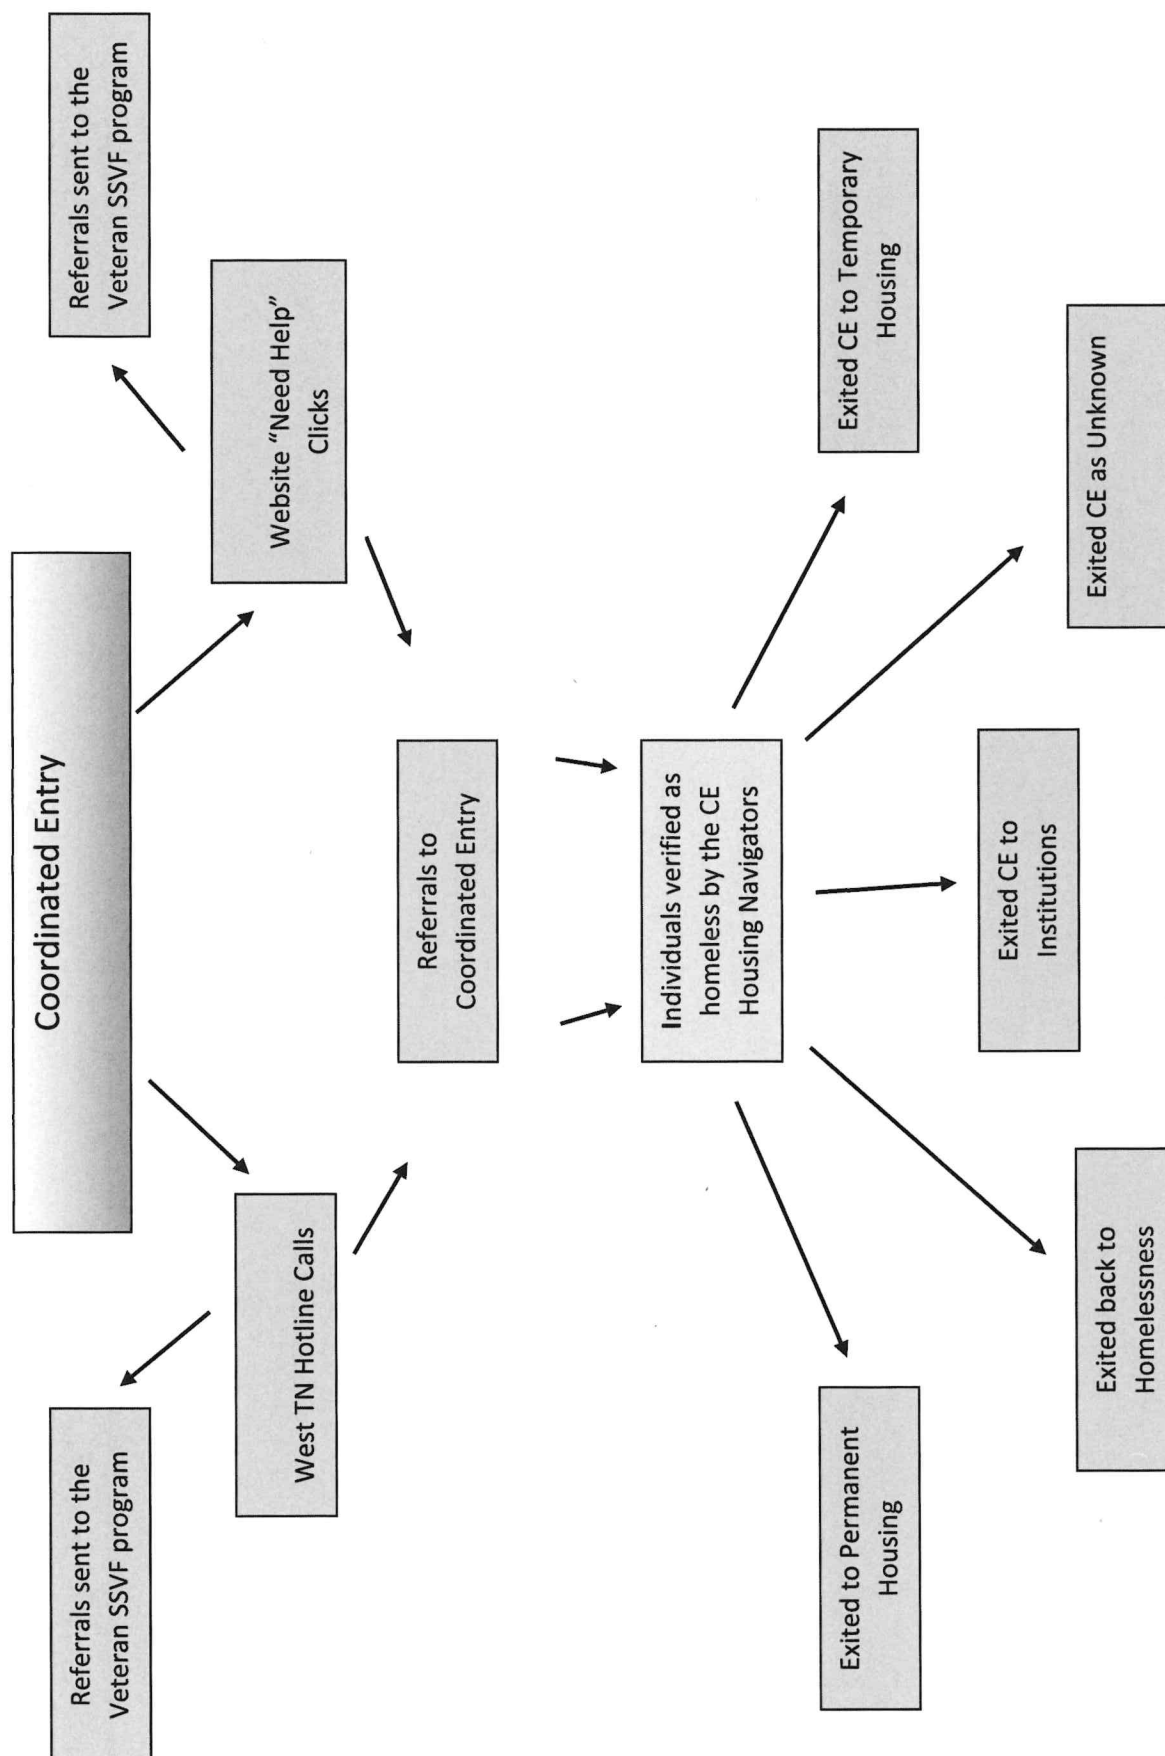 Coordinated Entry
Referrals sent to the
Veteran SSVF program
Referrals sent to the
Veteran SSVF program
West TN Hotline Calls
Website “Need Help”
Clicks
Referrals to
Coordinated Entry
Individuals verified as
homeless by the CE
Housing Navigators
Exited to Permanent
Housing
Exited CE to Temporary
Housing
Exited back to
Homelessness
Exited CE to
Institutions
Exited CE as Unknown